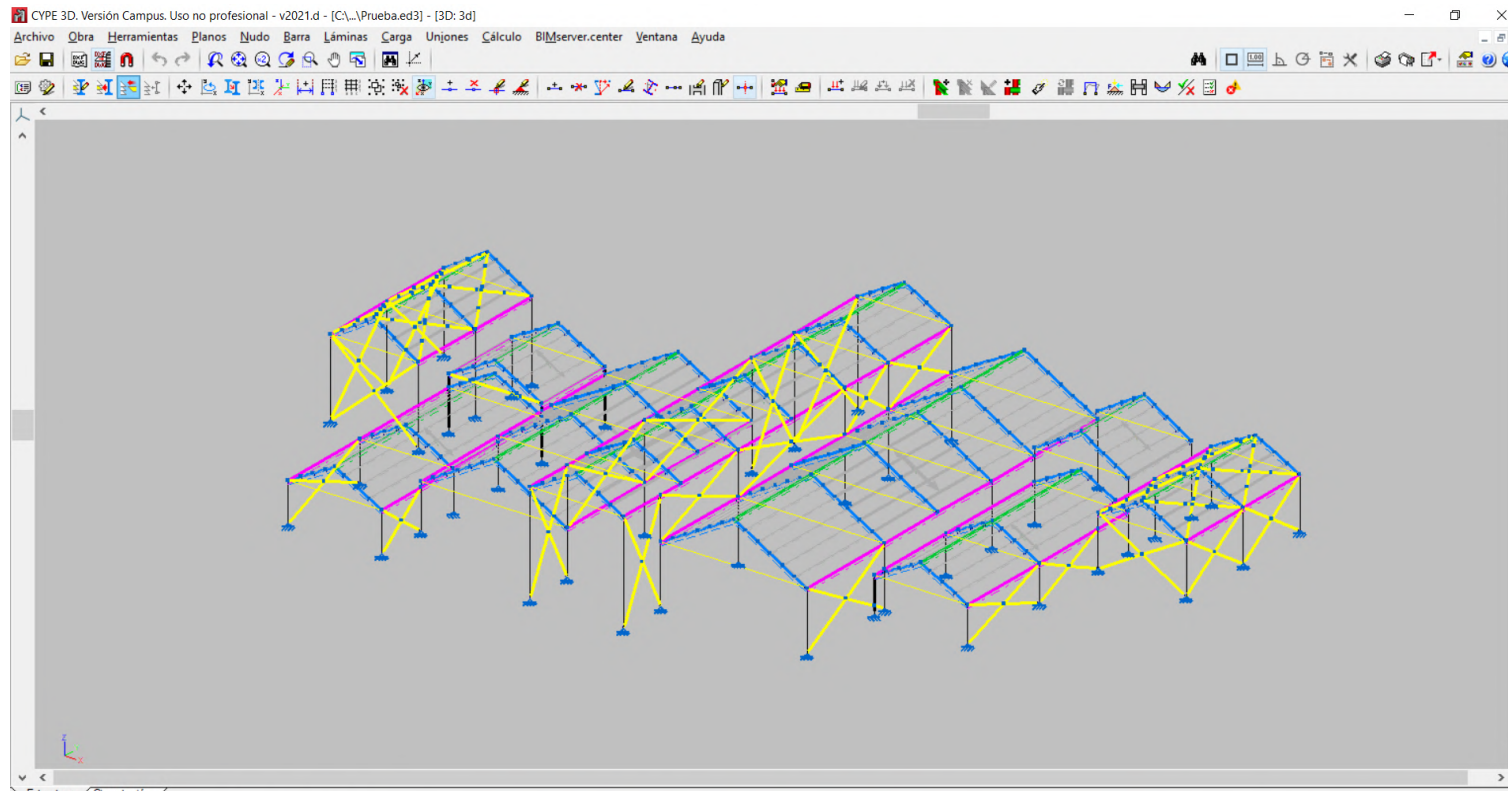 CYPE 3D. Versión Campus. Uso no profesional - v2021.d - [C:\...\Prueba.ed3] - [3D: 3d]
Archivo Obra Herramientas Planos Nudo Barra Láminas Carga Uniones Cálculo BIMserver.center Ventana Ayuda
Z
X